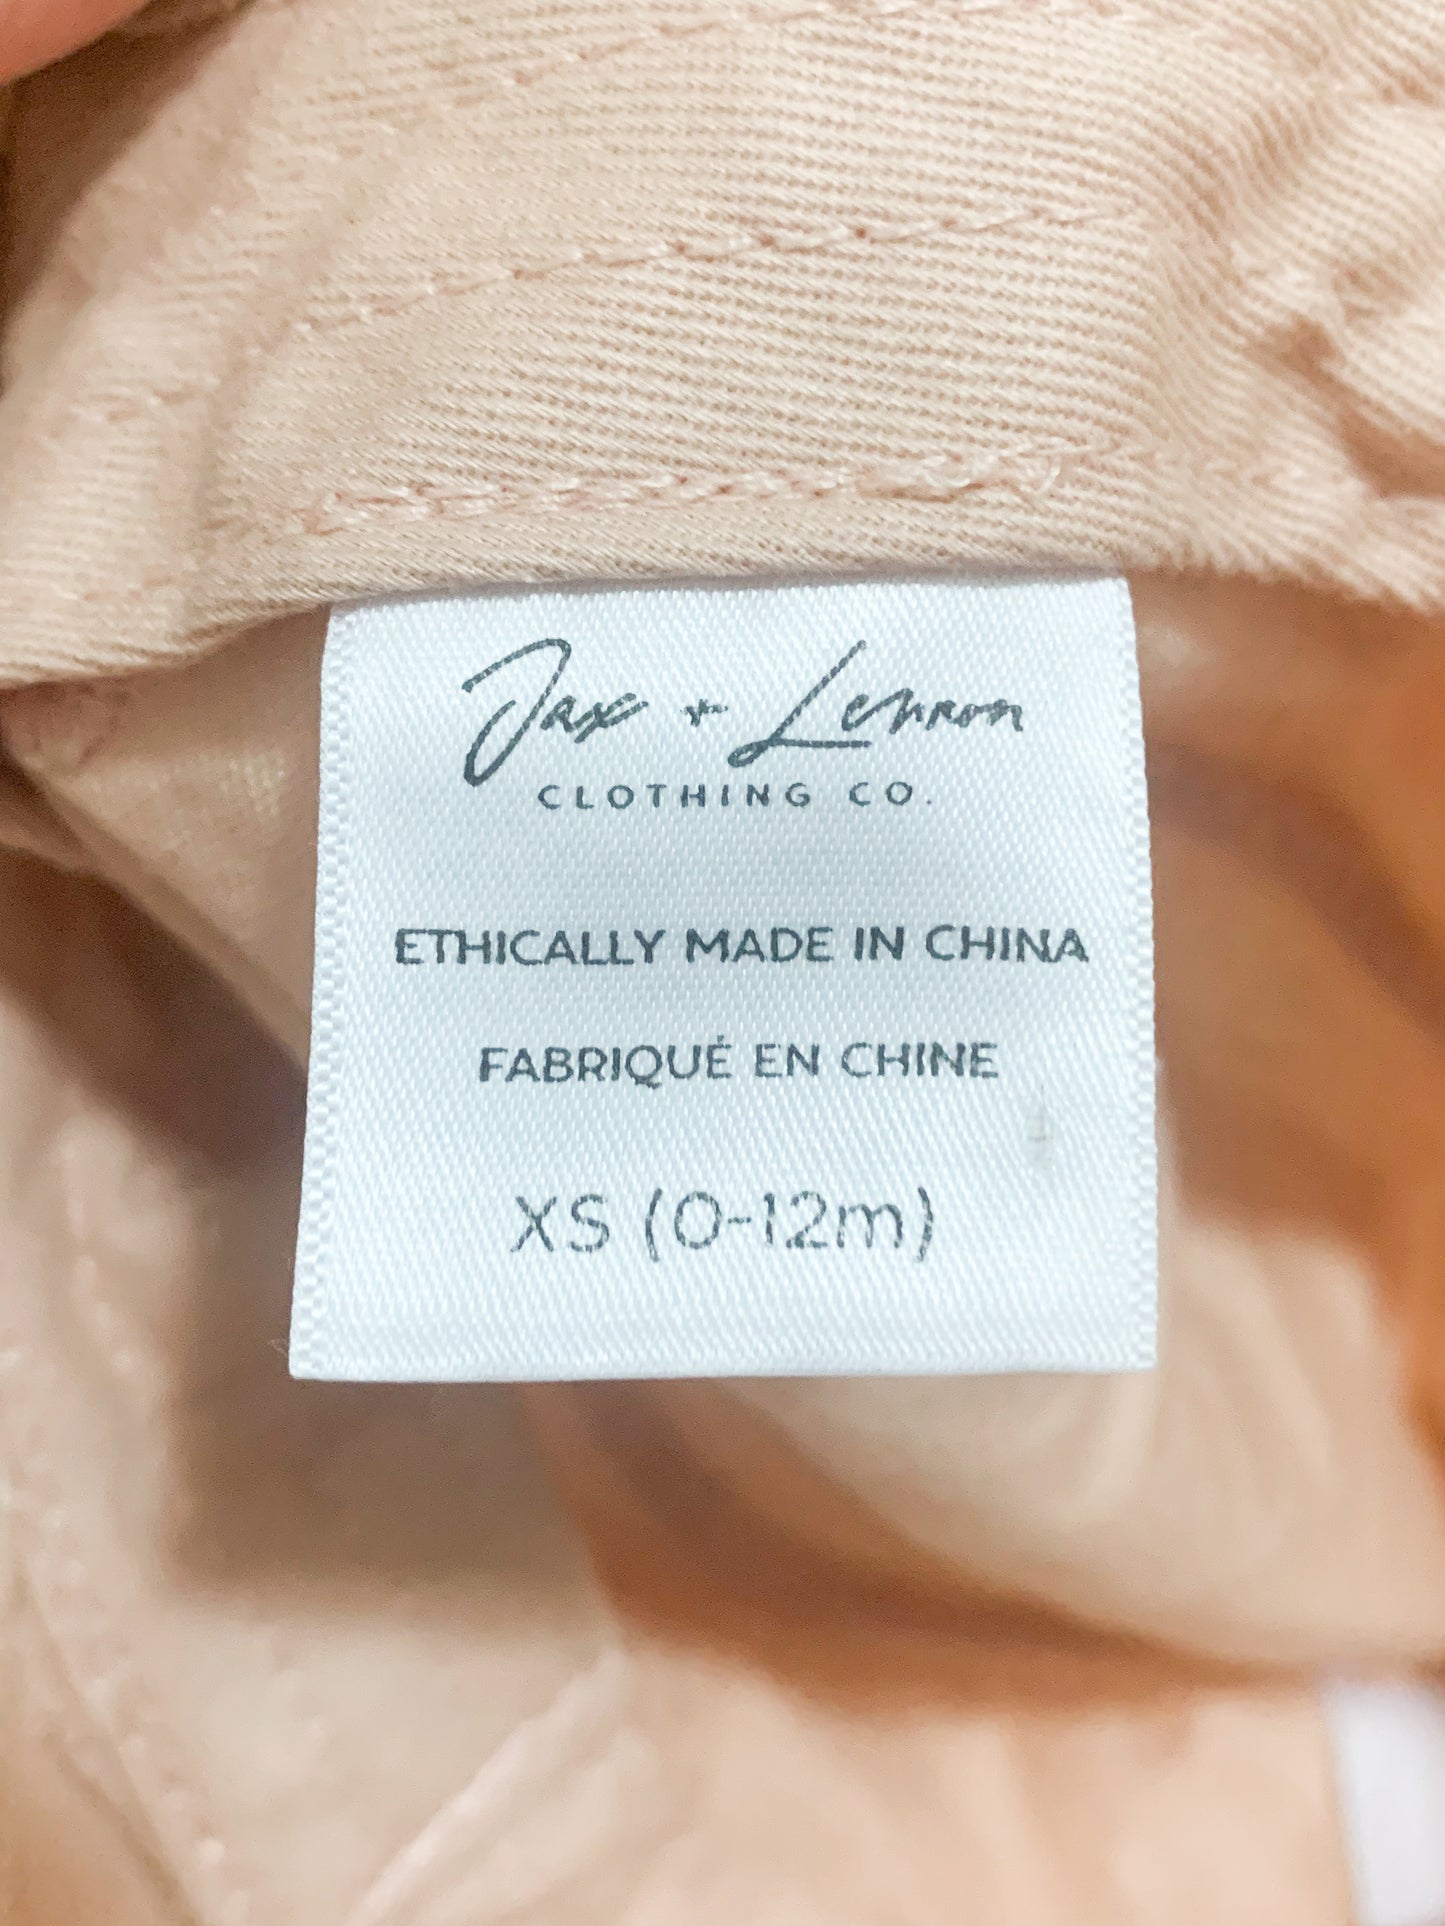 Jax + Lennon
CLOTHING CO.
ETHICALLY MADE IN CHINA
FABRIQUÉ EN CHINE
XS (0-12m)